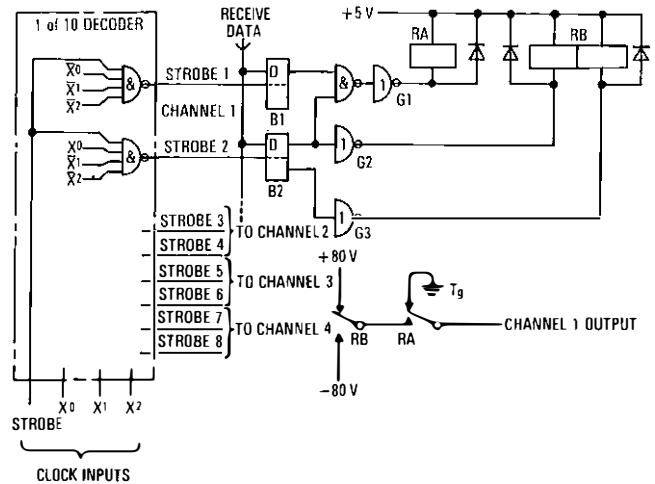 1 of 10 DECODER
RECEIVE
DATA
+5 V
RA
RB
X̄0
X̄1
X̄2
&
STROBE 1
D
&
1
G1
CHANNEL 1
B1
X0
X̄1
X̄2
&
STROBE 2
D
1
G2
B2
1
G3
STROBE 3
STROBE 4
TO CHANNEL 2
STROBE 5
STROBE 6
TO CHANNEL 3
STROBE 7
STROBE 8
TO CHANNEL 4
+80 V
Tg
RB
RA
CHANNEL 1 OUTPUT
−80 V
X0
X1
X2
STROBE
CLOCK INPUTS